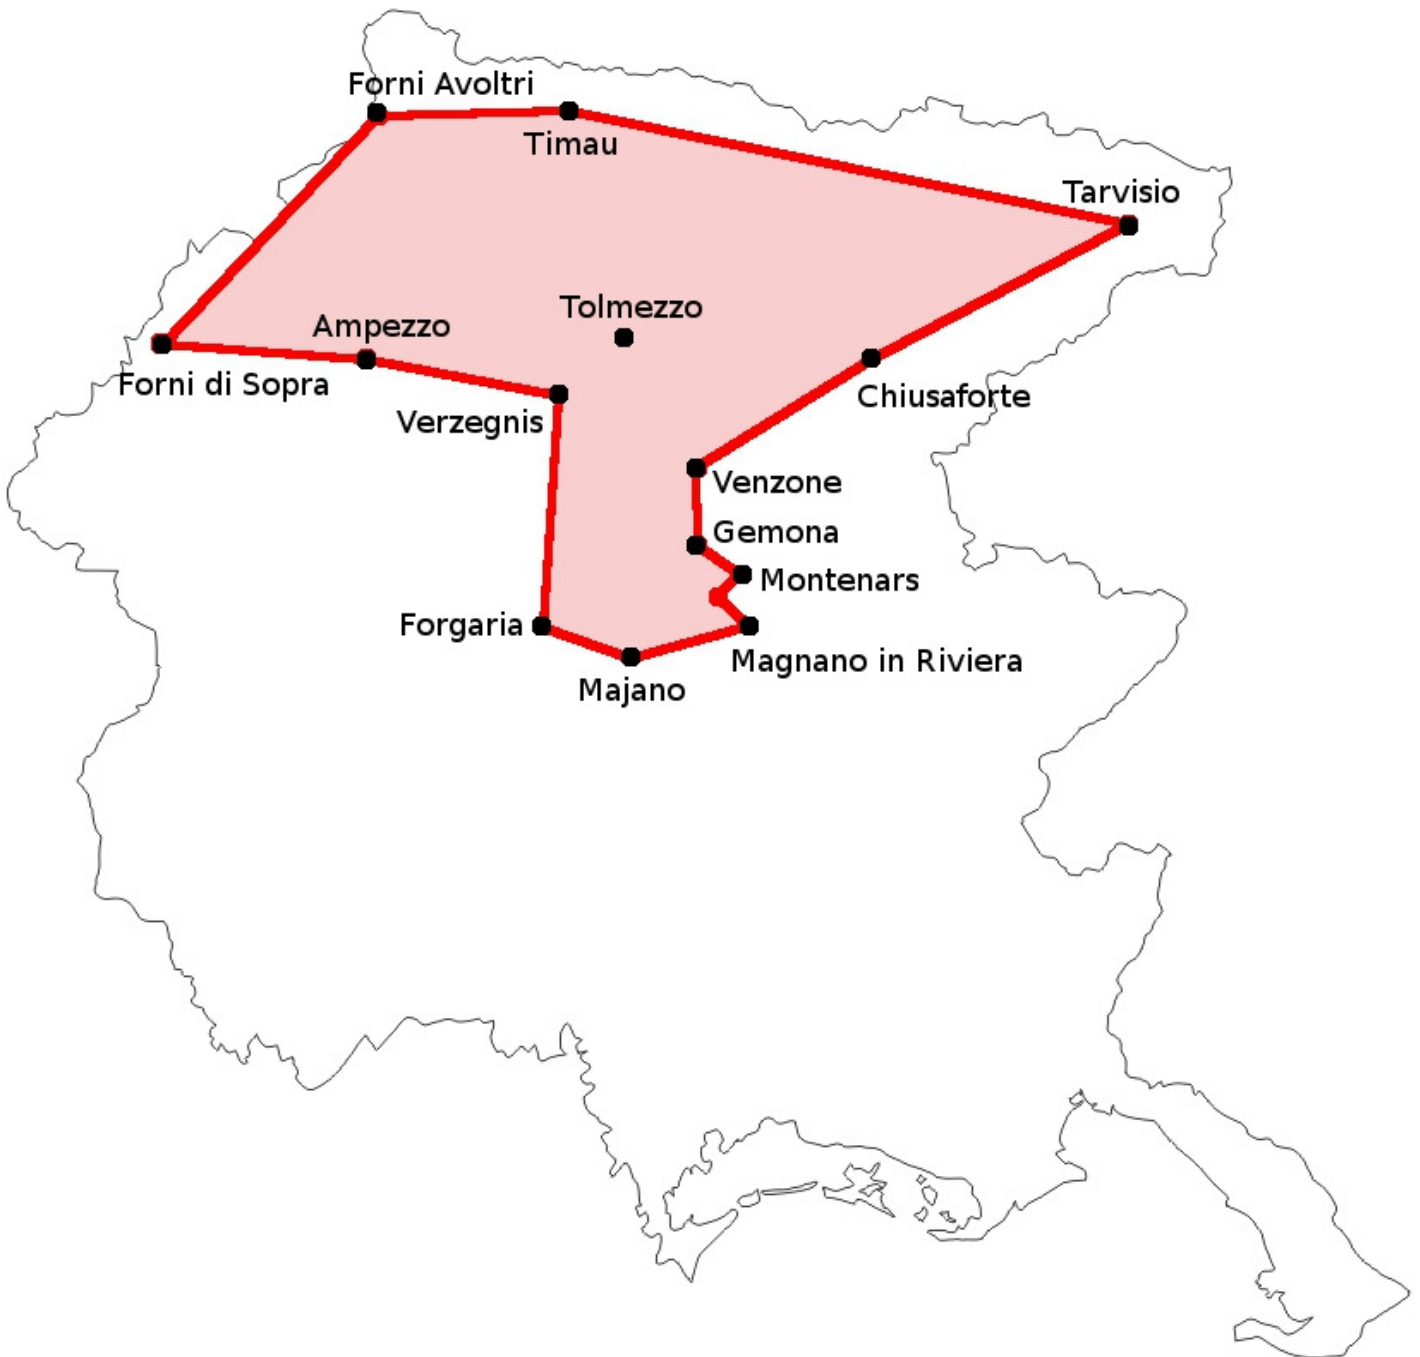 Forni Avoltri
Timau
Tarvisio
Tolmezzo
Ampezzo
Forni di Sopra
Chiusaforte
Verzegnis
Venzone
Gemona
Montenars
Forgaria
Magnano in Riviera
Majano